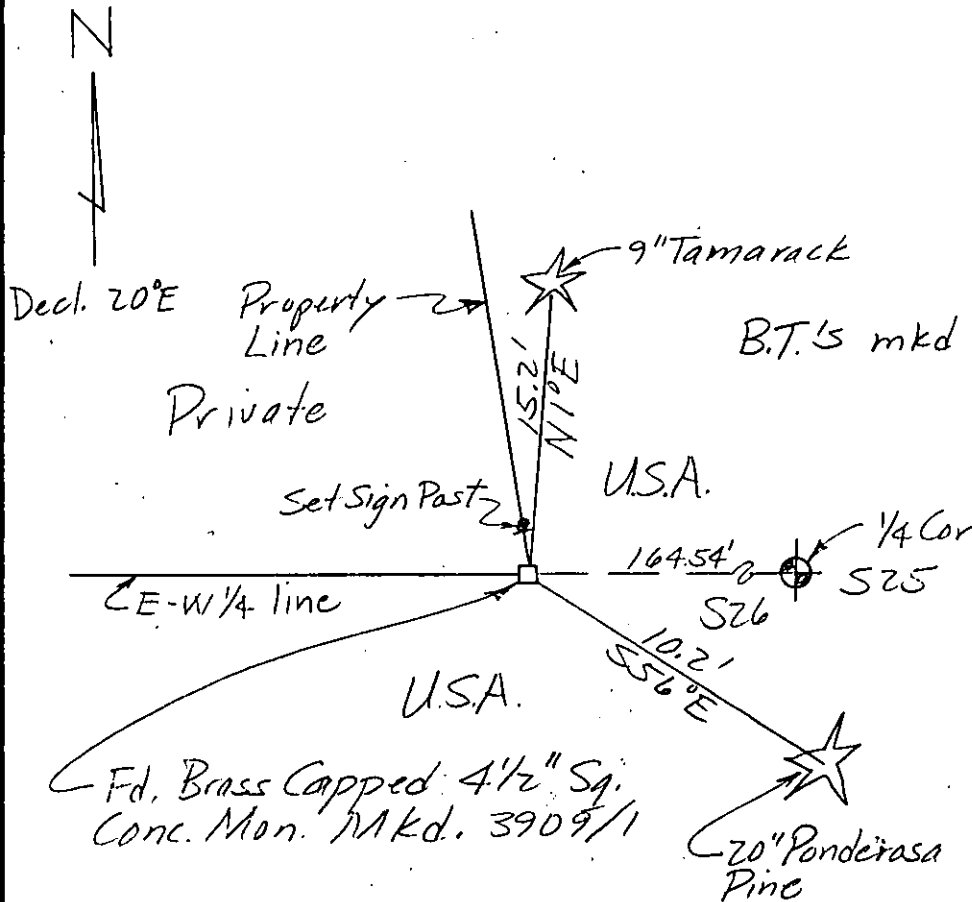 N
9"Tamarack
Decl. 20°E
Property
Line
B.T.'s mkd
15.2'
N1°E
Private
U.S.A.
Set Sign Post
1/4 Cor
164.54'
S25
E-W 1/4 line
S26
10.2'
S56°E
U.S.A.
Fd. Brass Capped 4 1/2" Sq.
Conc. Mon. Mkd. 3909/1
20" Ponderosa
Pine